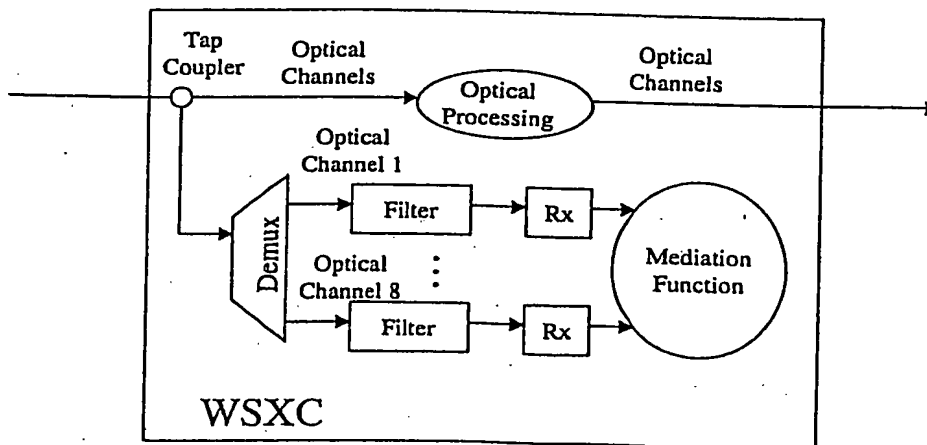 Tap
Coupler
Optical
Channels
Optical
Processing
Optical
Channels
Optical
Channel 1
Filter
Rx
Demux
Optical
Channel 8
Filter
Rx
Mediation
Function
WSXC